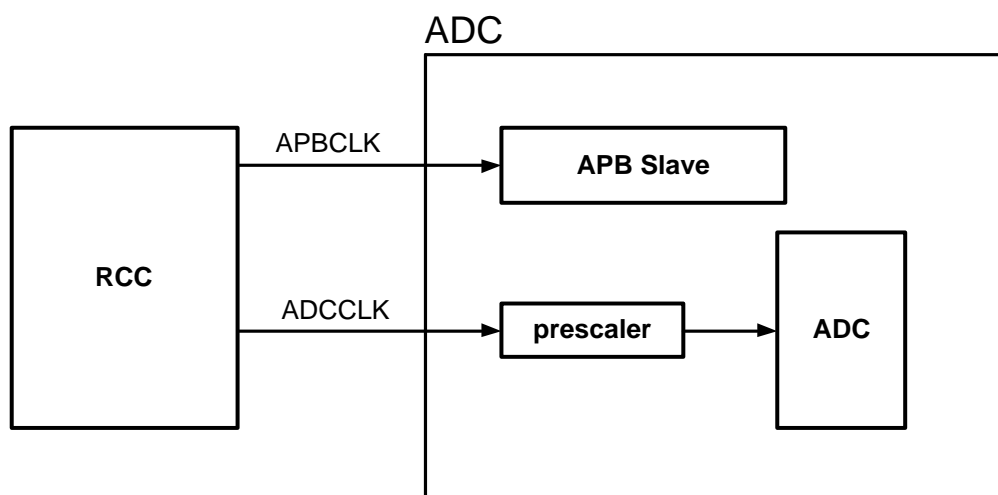 ADC
APBCLK
APB Slave
RCC
ADCCLK
prescaler
ADC